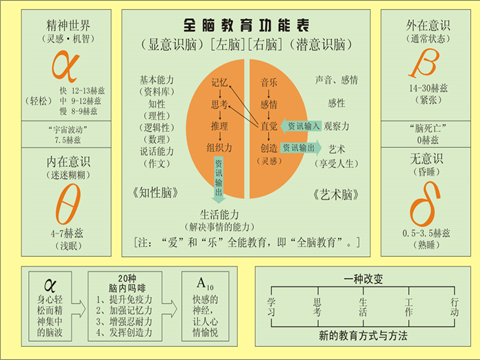 全脑教育功能表
（显意识脑）[左脑][右脑]（潜意识脑）
精神世界
（灵感·机智）
α
快 12-13赫兹
（轻松） 中 9-12赫兹
慢 8-9赫兹
“宇宙波动”
7.5赫兹
内在意识
（迷迷糊糊）
θ
4-7赫兹
（浅眠）
基本能力
（资料库）
知性
（理性）
（逻辑性）
（数理）
说话能力
（作文）
记忆
思考
推理
组织力
音乐
感情
直觉
创造
（灵感）
声音、感情
感性
资讯输入 观察力
资讯输出 艺术
（享受人生）
资讯输出
《知性脑》
《艺术脑》
生活能力
（解决事情的能力）
[注：“爱”和“乐”全能教育，即“全脑教育”。]
外在意识
（通常状态）
β
14-30赫兹
（紧张）
“脑死亡”
0赫兹
无意识
（昏睡）
δ
0.5-3.5赫兹
（熟睡）
α
身心轻
松而精
神集中
的脑波
20种
脑内吗啡
1、提升免疫力
2、加强记忆力
3、增强忍耐力
4、发挥创造力
A10
快感的
神经，
让人心
情愉悦
一种改变
学习
思考
生活
工作
行动
新的教育方式与方法